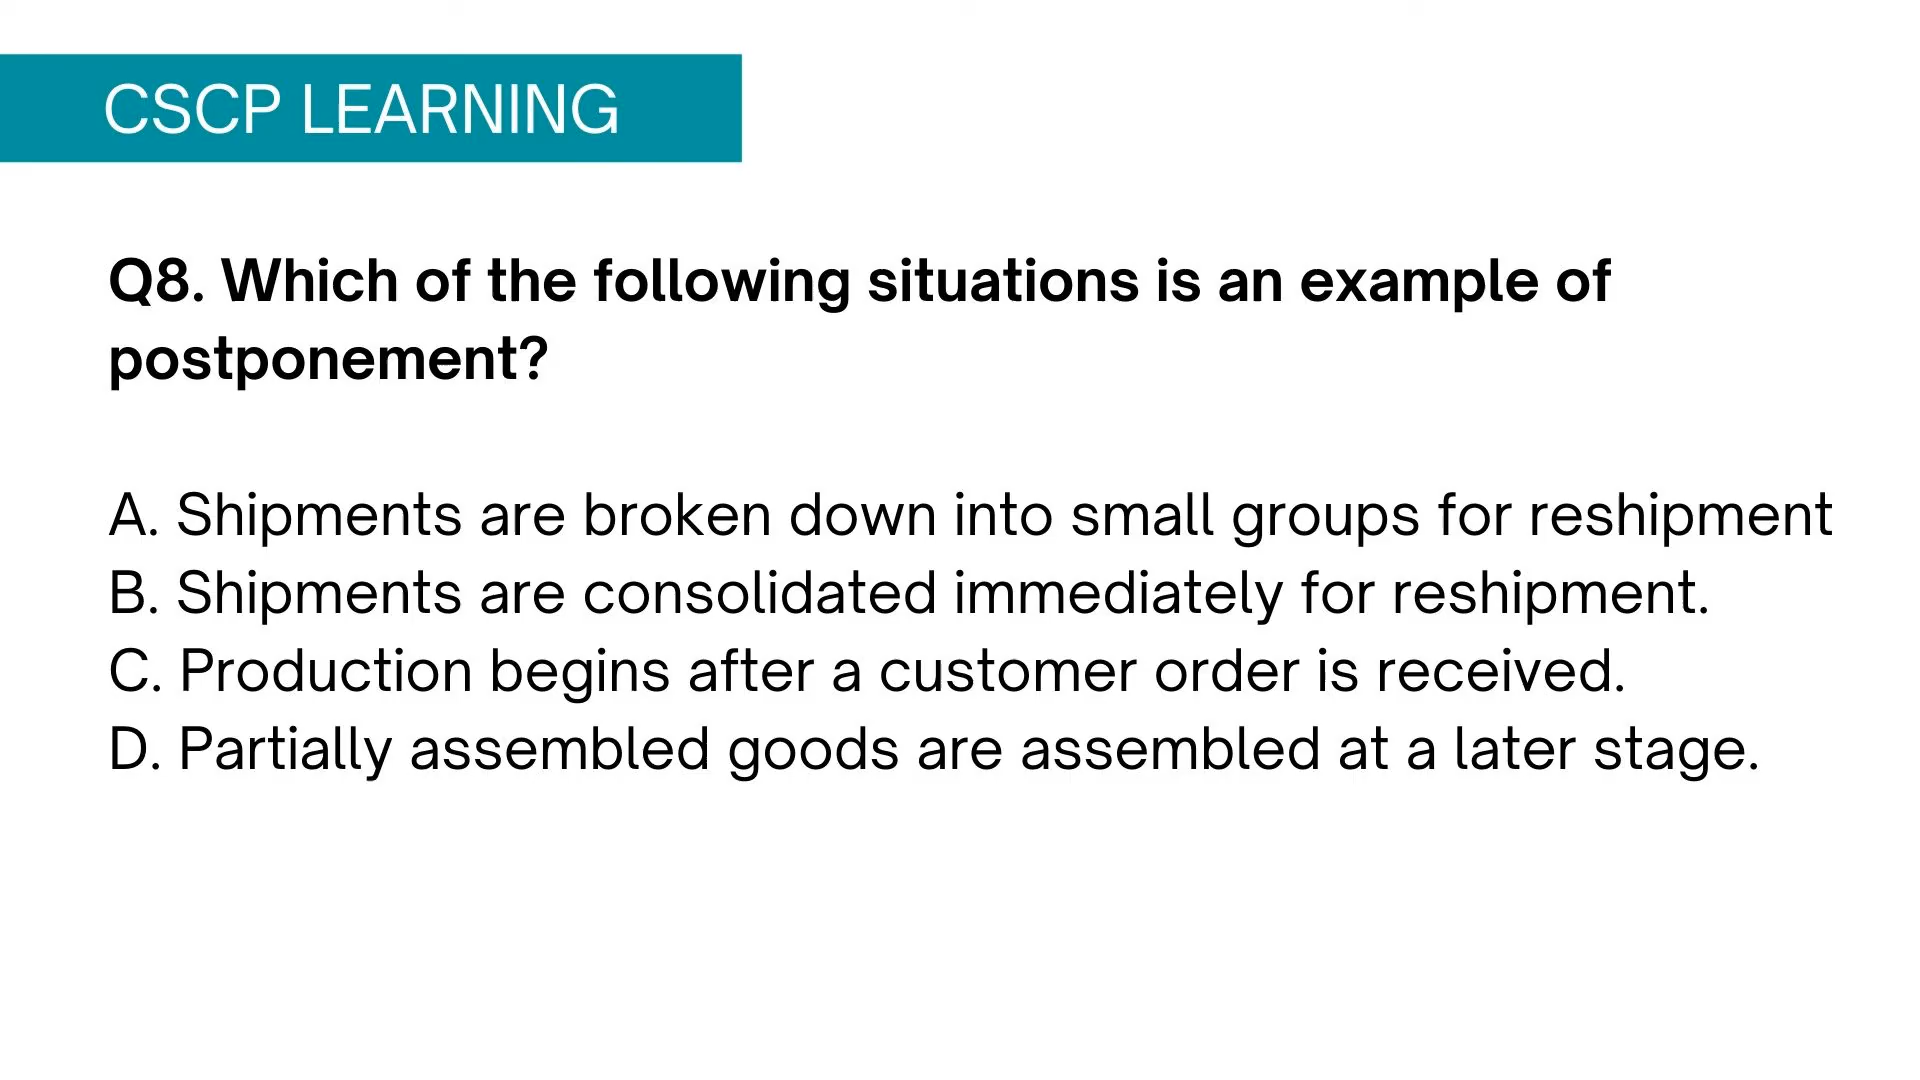 CSCP LEARNING
Q8. Which of the following situations is an example of
postponement?
A. Shipments are broken down into small groups for reshipment
B. Shipments are consolidated immediately for reshipment.
C. Production begins after a customer order is received.
D. Partially assembled goods are assembled at a later stage.